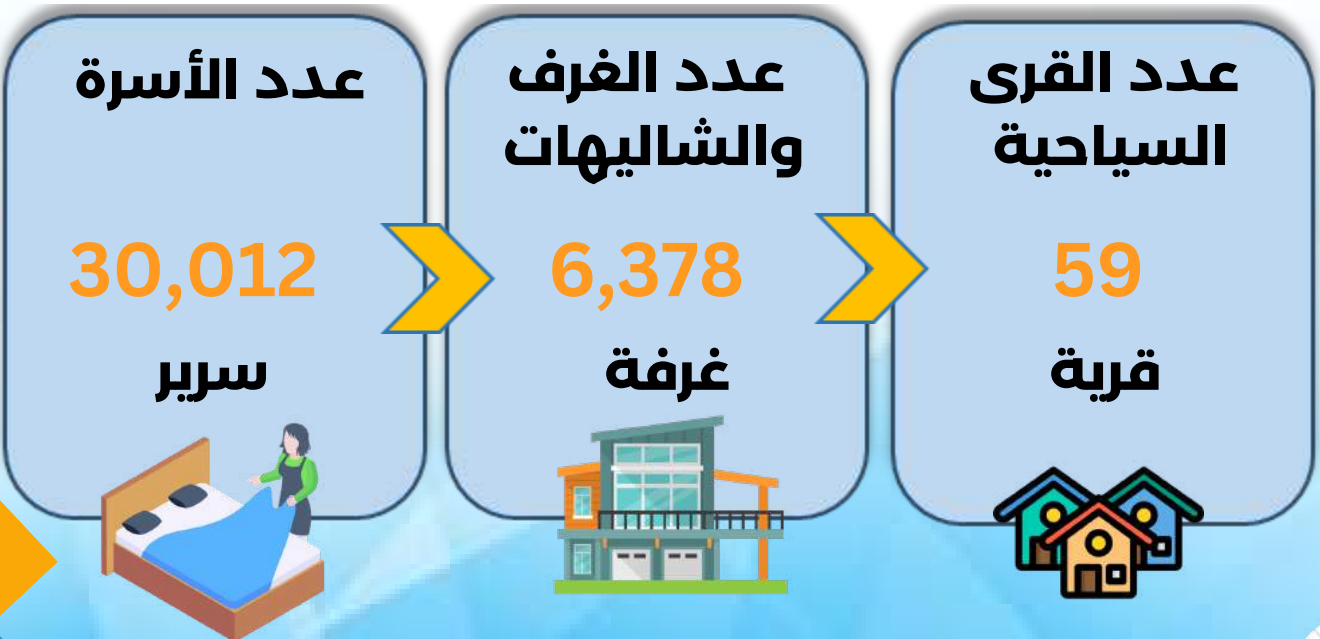 عدد القرى
السياحية
59
قرية
عدد الغرف
والشاليهات
6,378
غرفة
عدد الأسرة
30,012
سرير